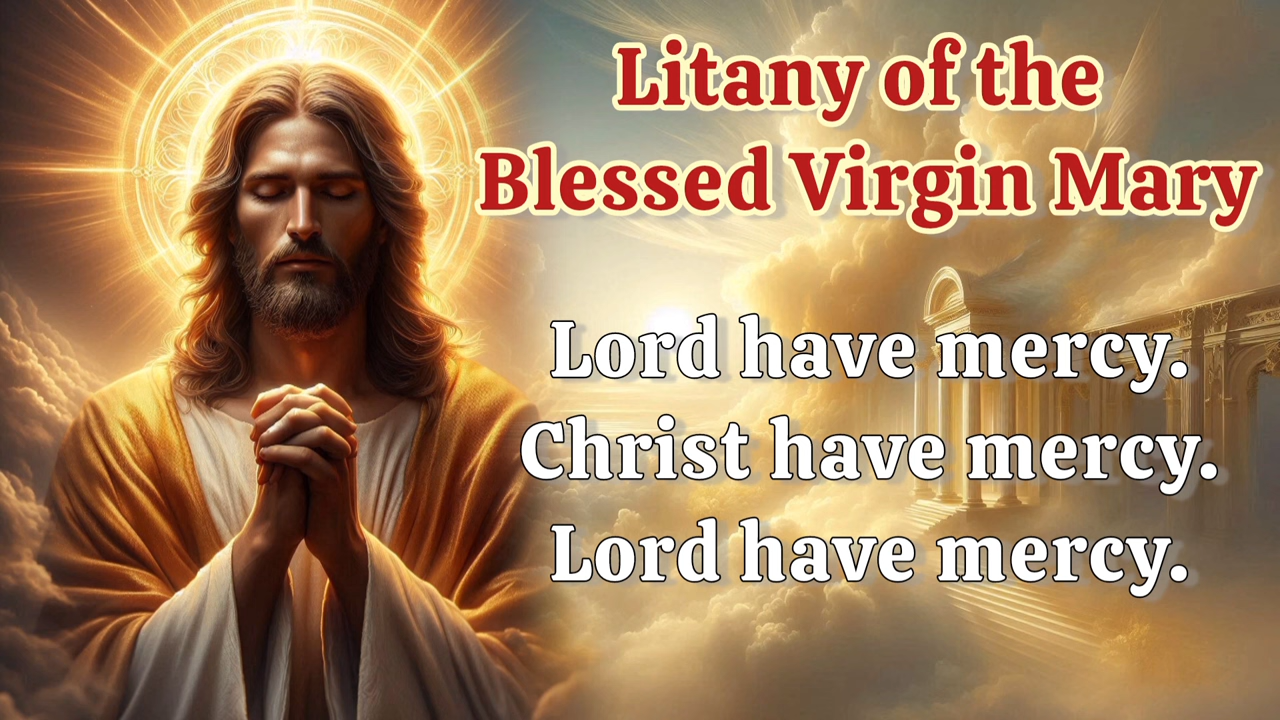 Litany of the
Blessed Virgin Mary
Lord have mercy.
Christ have mercy.
Lord have mercy.